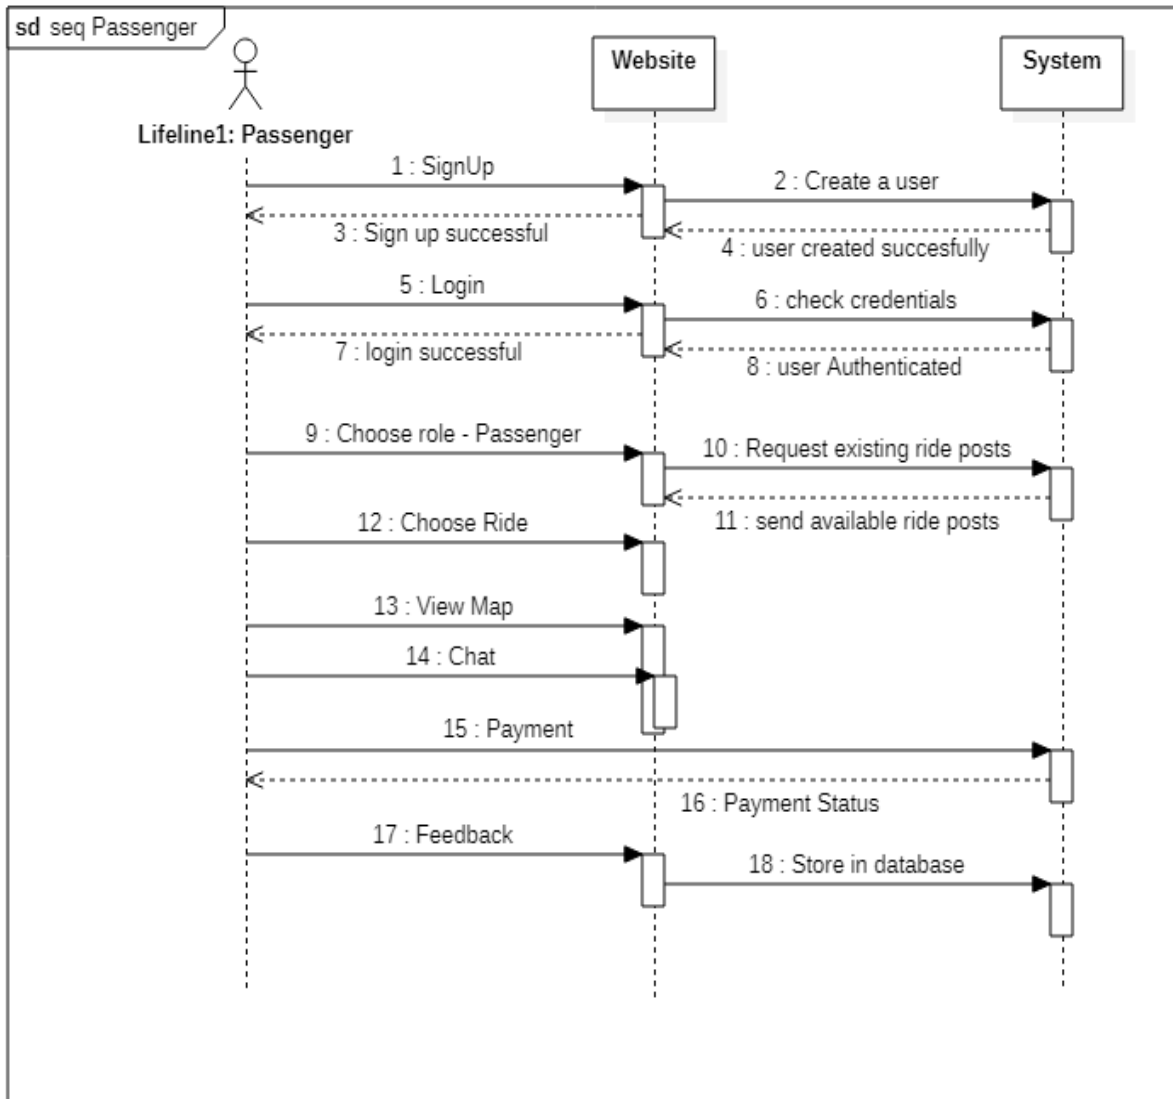 sd seq Passenger
Website
System
Lifeline1: Passenger
1 : SignUp
2 : Create a user
3 : Sign up successful
4 : user created succesfully
5 : Login
6 : check credentials
7 : login successful
8 : user Authenticated
9 : Choose role - Passenger
10 : Request existing ride posts
11 : send available ride posts
12 : Choose Ride
13 : View Map
14 : Chat
15 : Payment
16 : Payment Status
17 : Feedback
18 : Store in database